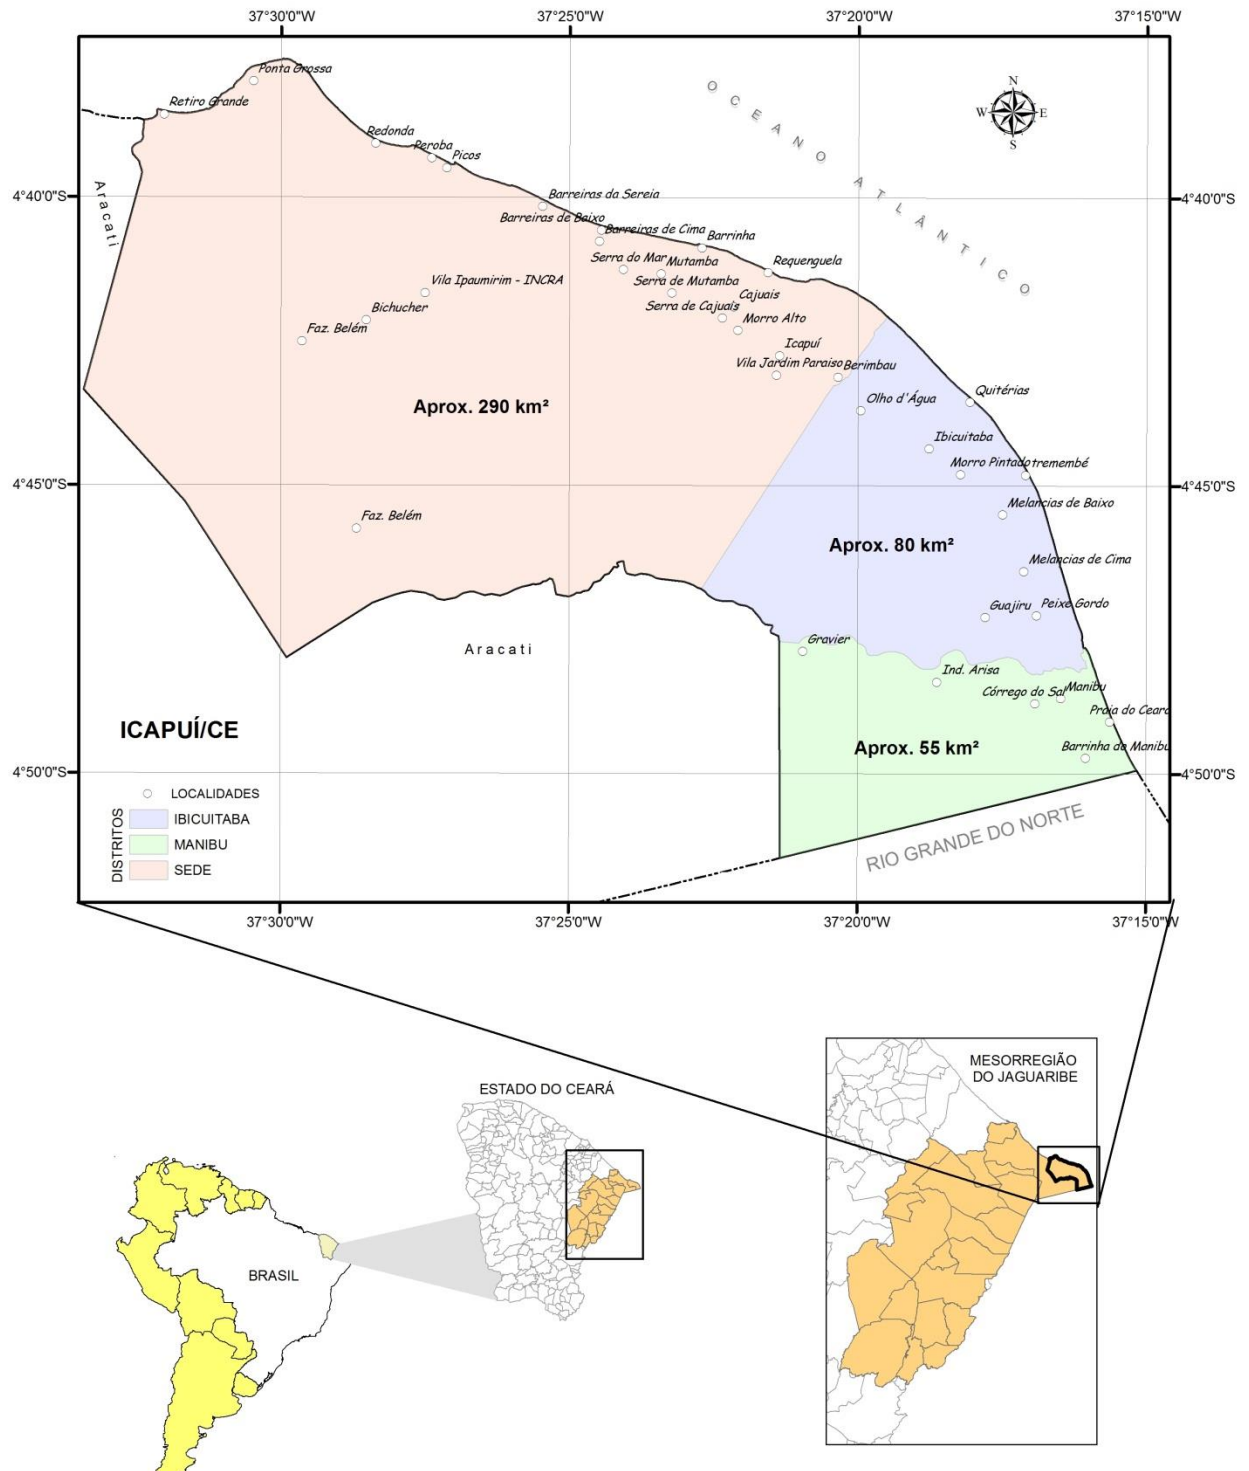 37°30'0"W
37°25'0"W
37°20'0"W
37°15'0"W
Ponta Grossa
Retiro Grande
N
W
E
S
OCEANO ATLÂNTICO
Redonda
Peroba
Picos
4°40'0"S
4°40'0"S
Aracati
Barreiras da Sereia
Barreiras de Baixo
Barreiras de Cima
Barrinha
Serra do Mar
Mutamba
Requenguela
Vila Ipaumirim - INCRA
Serra de Mutamba
Cajuais
Bichucher
Serra de Cajuaís
Morro Alto
Faz. Belém
Icapuí
Vila Jardim Paraiso
Berimbau
Aprox. 290 km²
Olho d'Água
Quitérias
Ibicuitaba
Morro Pintado
tremembé
4°45'0"S
4°45'0"S
Melancias de Baixo
Faz. Belém
Aprox. 80 km²
Melancias de Cima
Guajiru
Peixe Gordo
Aracati
Gravier
Ind. Arisa
Córrego do Sal
Manibu
Praia do Ceará
ICAPUÍ/CE
Aprox. 55 km²
Barrinha do Manibu
4°50'0"S
4°50'0"S
LOCALIDADES
DISTRITOS
IBICUITABA
MANIBU
SEDE
RIO GRANDE DO NORTE
37°30'0"W
37°25'0"W
37°20'0"W
37°15'0"W
MESORREGIÃO
DO JAGUARIBE
ESTADO DO CEARÁ
BRASIL